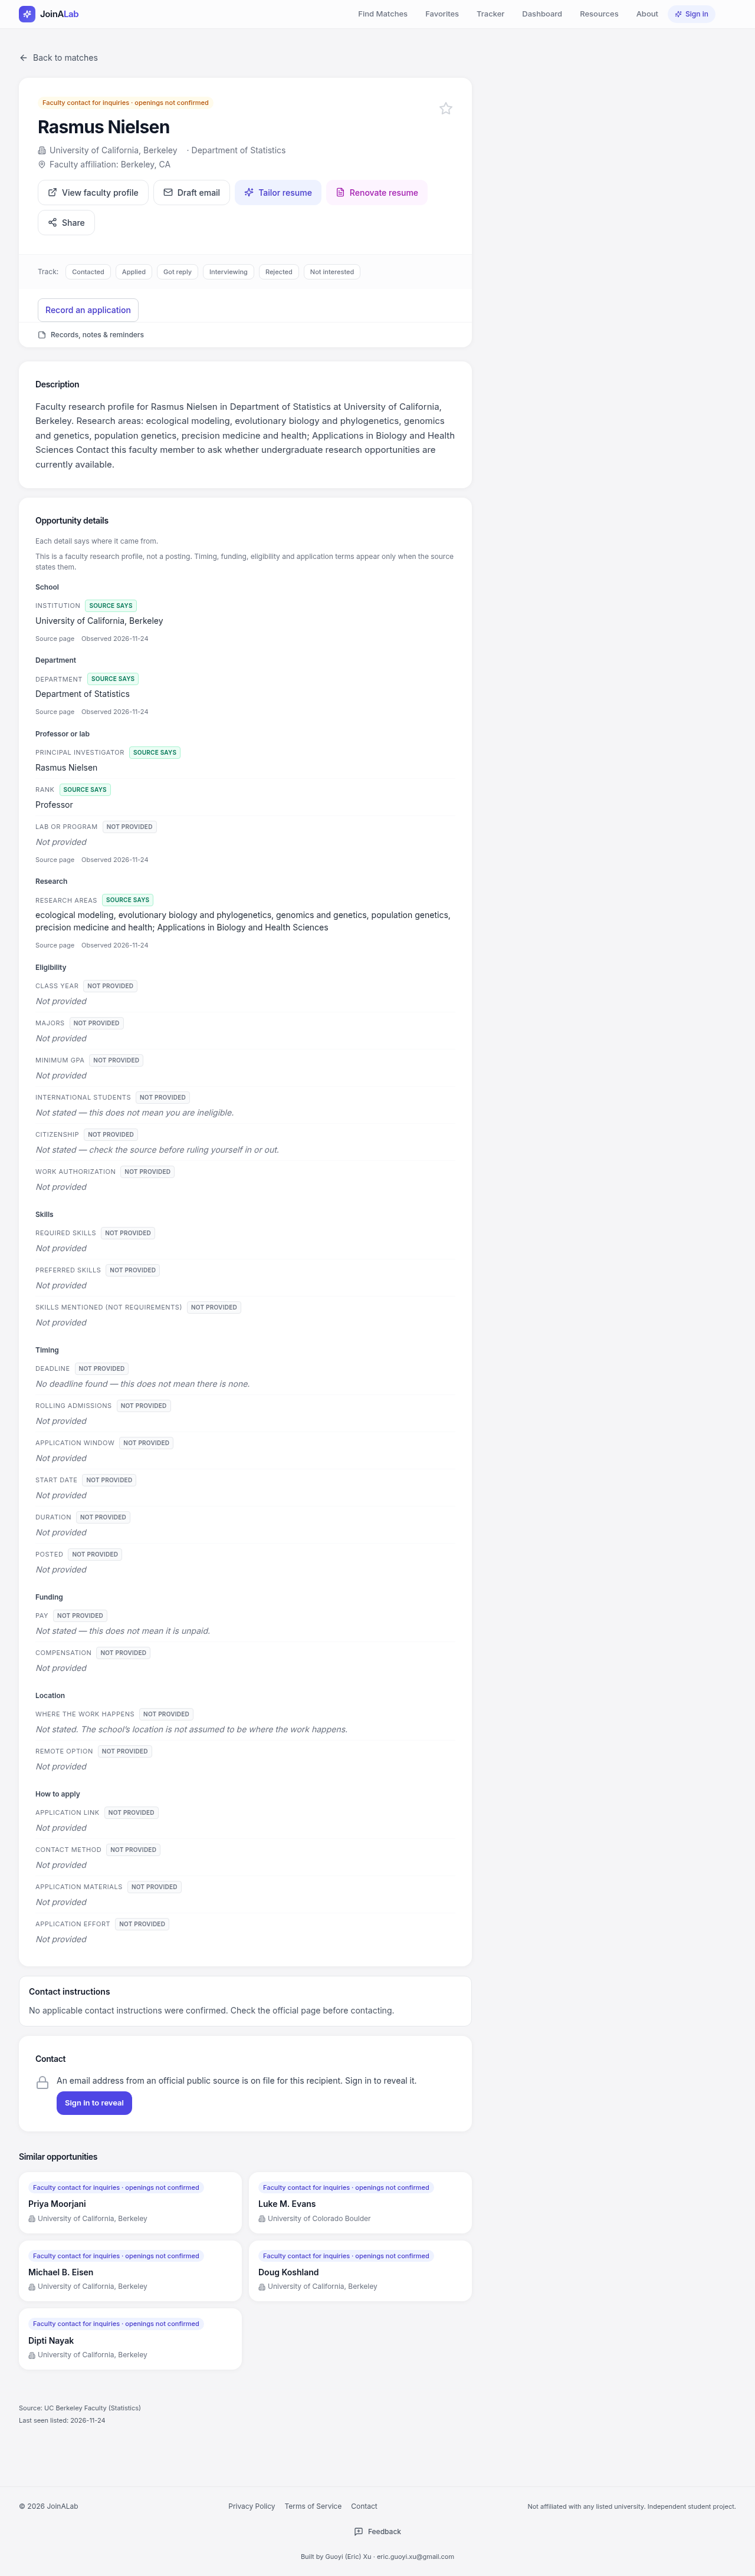 JoinALab
Find Matches
Favorites
Tracker
Dashboard
Resources
About
Sign in
Back to matches
Faculty contact for inquiries · openings not confirmed
Rasmus Nielsen
University of California, Berkeley · Department of Statistics
Faculty affiliation: Berkeley, CA
View faculty profile
Draft email
Tailor resume
Renovate resume
Share
Track:
Contacted
Applied
Got reply
Interviewing
Rejected
Not interested
Record an application
Records, notes & reminders
Description
Faculty research profile for Rasmus Nielsen in Department of Statistics at University of California,
Berkeley. Research areas: ecological modeling, evolutionary biology and phylogenetics, genomics
and genetics, population genetics, precision medicine and health; Applications in Biology and Health
Sciences Contact this faculty member to ask whether undergraduate research opportunities are
currently available.
Opportunity details
Each detail says where it came from.
This is a faculty research profile, not a posting. Timing, funding, eligibility and application terms appear only when the source
states them.
School
INSTITUTION SOURCE SAYS
University of California, Berkeley
Source page Observed 2026-11-24
Department
DEPARTMENT SOURCE SAYS
Department of Statistics
Source page Observed 2026-11-24
Professor or lab
PRINCIPAL INVESTIGATOR SOURCE SAYS
Rasmus Nielsen
RANK SOURCE SAYS
Professor
LAB OR PROGRAM NOT PROVIDED
Not provided
Source page Observed 2026-11-24
Research
RESEARCH AREAS SOURCE SAYS
ecological modeling, evolutionary biology and phylogenetics, genomics and genetics, population genetics,
precision medicine and health; Applications in Biology and Health Sciences
Source page Observed 2026-11-24
Eligibility
CLASS YEAR NOT PROVIDED
Not provided
MAJORS NOT PROVIDED
Not provided
MINIMUM GPA NOT PROVIDED
Not provided
INTERNATIONAL STUDENTS NOT PROVIDED
Not stated — this does not mean you are ineligible.
CITIZENSHIP NOT PROVIDED
Not stated — check the source before ruling yourself in or out.
WORK AUTHORIZATION NOT PROVIDED
Not provided
Skills
REQUIRED SKILLS NOT PROVIDED
Not provided
PREFERRED SKILLS NOT PROVIDED
Not provided
SKILLS MENTIONED (NOT REQUIREMENTS) NOT PROVIDED
Not provided
Timing
DEADLINE NOT PROVIDED
No deadline found — this does not mean there is none.
ROLLING ADMISSIONS NOT PROVIDED
Not provided
APPLICATION WINDOW NOT PROVIDED
Not provided
START DATE NOT PROVIDED
Not provided
DURATION NOT PROVIDED
Not provided
POSTED NOT PROVIDED
Not provided
Funding
PAY NOT PROVIDED
Not stated — this does not mean it is unpaid.
COMPENSATION NOT PROVIDED
Not provided
Location
WHERE THE WORK HAPPENS NOT PROVIDED
Not stated. The school's location is not assumed to be where the work happens.
REMOTE OPTION NOT PROVIDED
Not provided
How to apply
APPLICATION LINK NOT PROVIDED
Not provided
CONTACT METHOD NOT PROVIDED
Not provided
APPLICATION MATERIALS NOT PROVIDED
Not provided
APPLICATION EFFORT NOT PROVIDED
Not provided
Contact instructions
No applicable contact instructions were confirmed. Check the official page before contacting.
Contact
An email address from an official public source is on file for this recipient. Sign in to reveal it.
Sign in to reveal
Similar opportunities
Faculty contact for inquiries · openings not confirmed
Priya Moorjani
University of California, Berkeley
Faculty contact for inquiries · openings not confirmed
Luke M. Evans
University of Colorado Boulder
Faculty contact for inquiries · openings not confirmed
Michael B. Eisen
University of California, Berkeley
Faculty contact for inquiries · openings not confirmed
Doug Koshland
University of California, Berkeley
Faculty contact for inquiries · openings not confirmed
Dipti Nayak
University of California, Berkeley
Source: UC Berkeley Faculty (Statistics)
Last seen listed: 2026-11-24
© 2026 JoinALab
Privacy Policy
Terms of Service
Contact
Not affiliated with any listed university. Independent student project.
Feedback
Built by Guoyi (Eric) Xu · eric.guoyi.xu@gmail.com